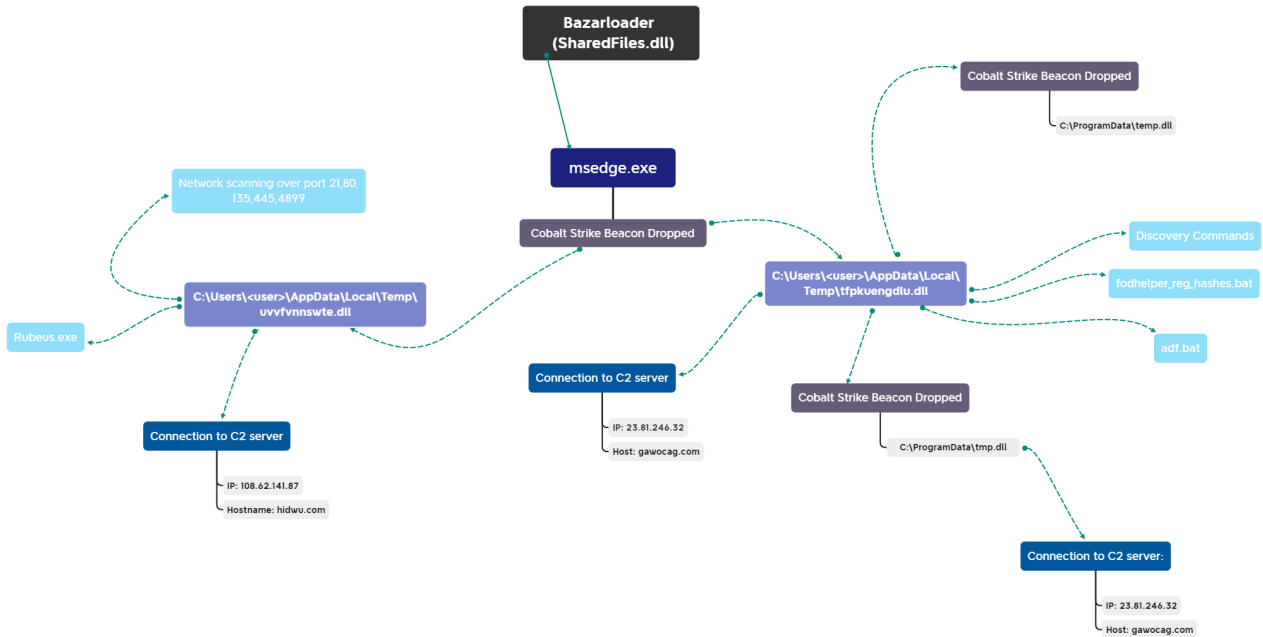 Bazarloader
(SharedFiles.dll)
Cobalt Strike Beacon Dropped
C:\ProgramData\temp.dll
msedge.exe
Network scanning over port 21,80,
135,445,4899
Cobalt Strike Beacon Dropped
Discovery Commands
C:\Users\<user>\AppData\Local\
Temp\tfpkuengdlu.dll
fodhelper_reg_hashes.bat
C:\Users\<user>\AppData\Local\Temp\
uvvfvnnswte.dll
Rubeus.exe
adf.bat
Connection to C2 server
IP: 23.81.246.32
Host: gawocag.com
Cobalt Strike Beacon Dropped
C:\ProgramData\tmp.dll
Connection to C2 server
IP: 108.62.141.87
Hostname: hidwu.com
Connection to C2 server:
IP: 23.81.246.32
Host: gawocag.com